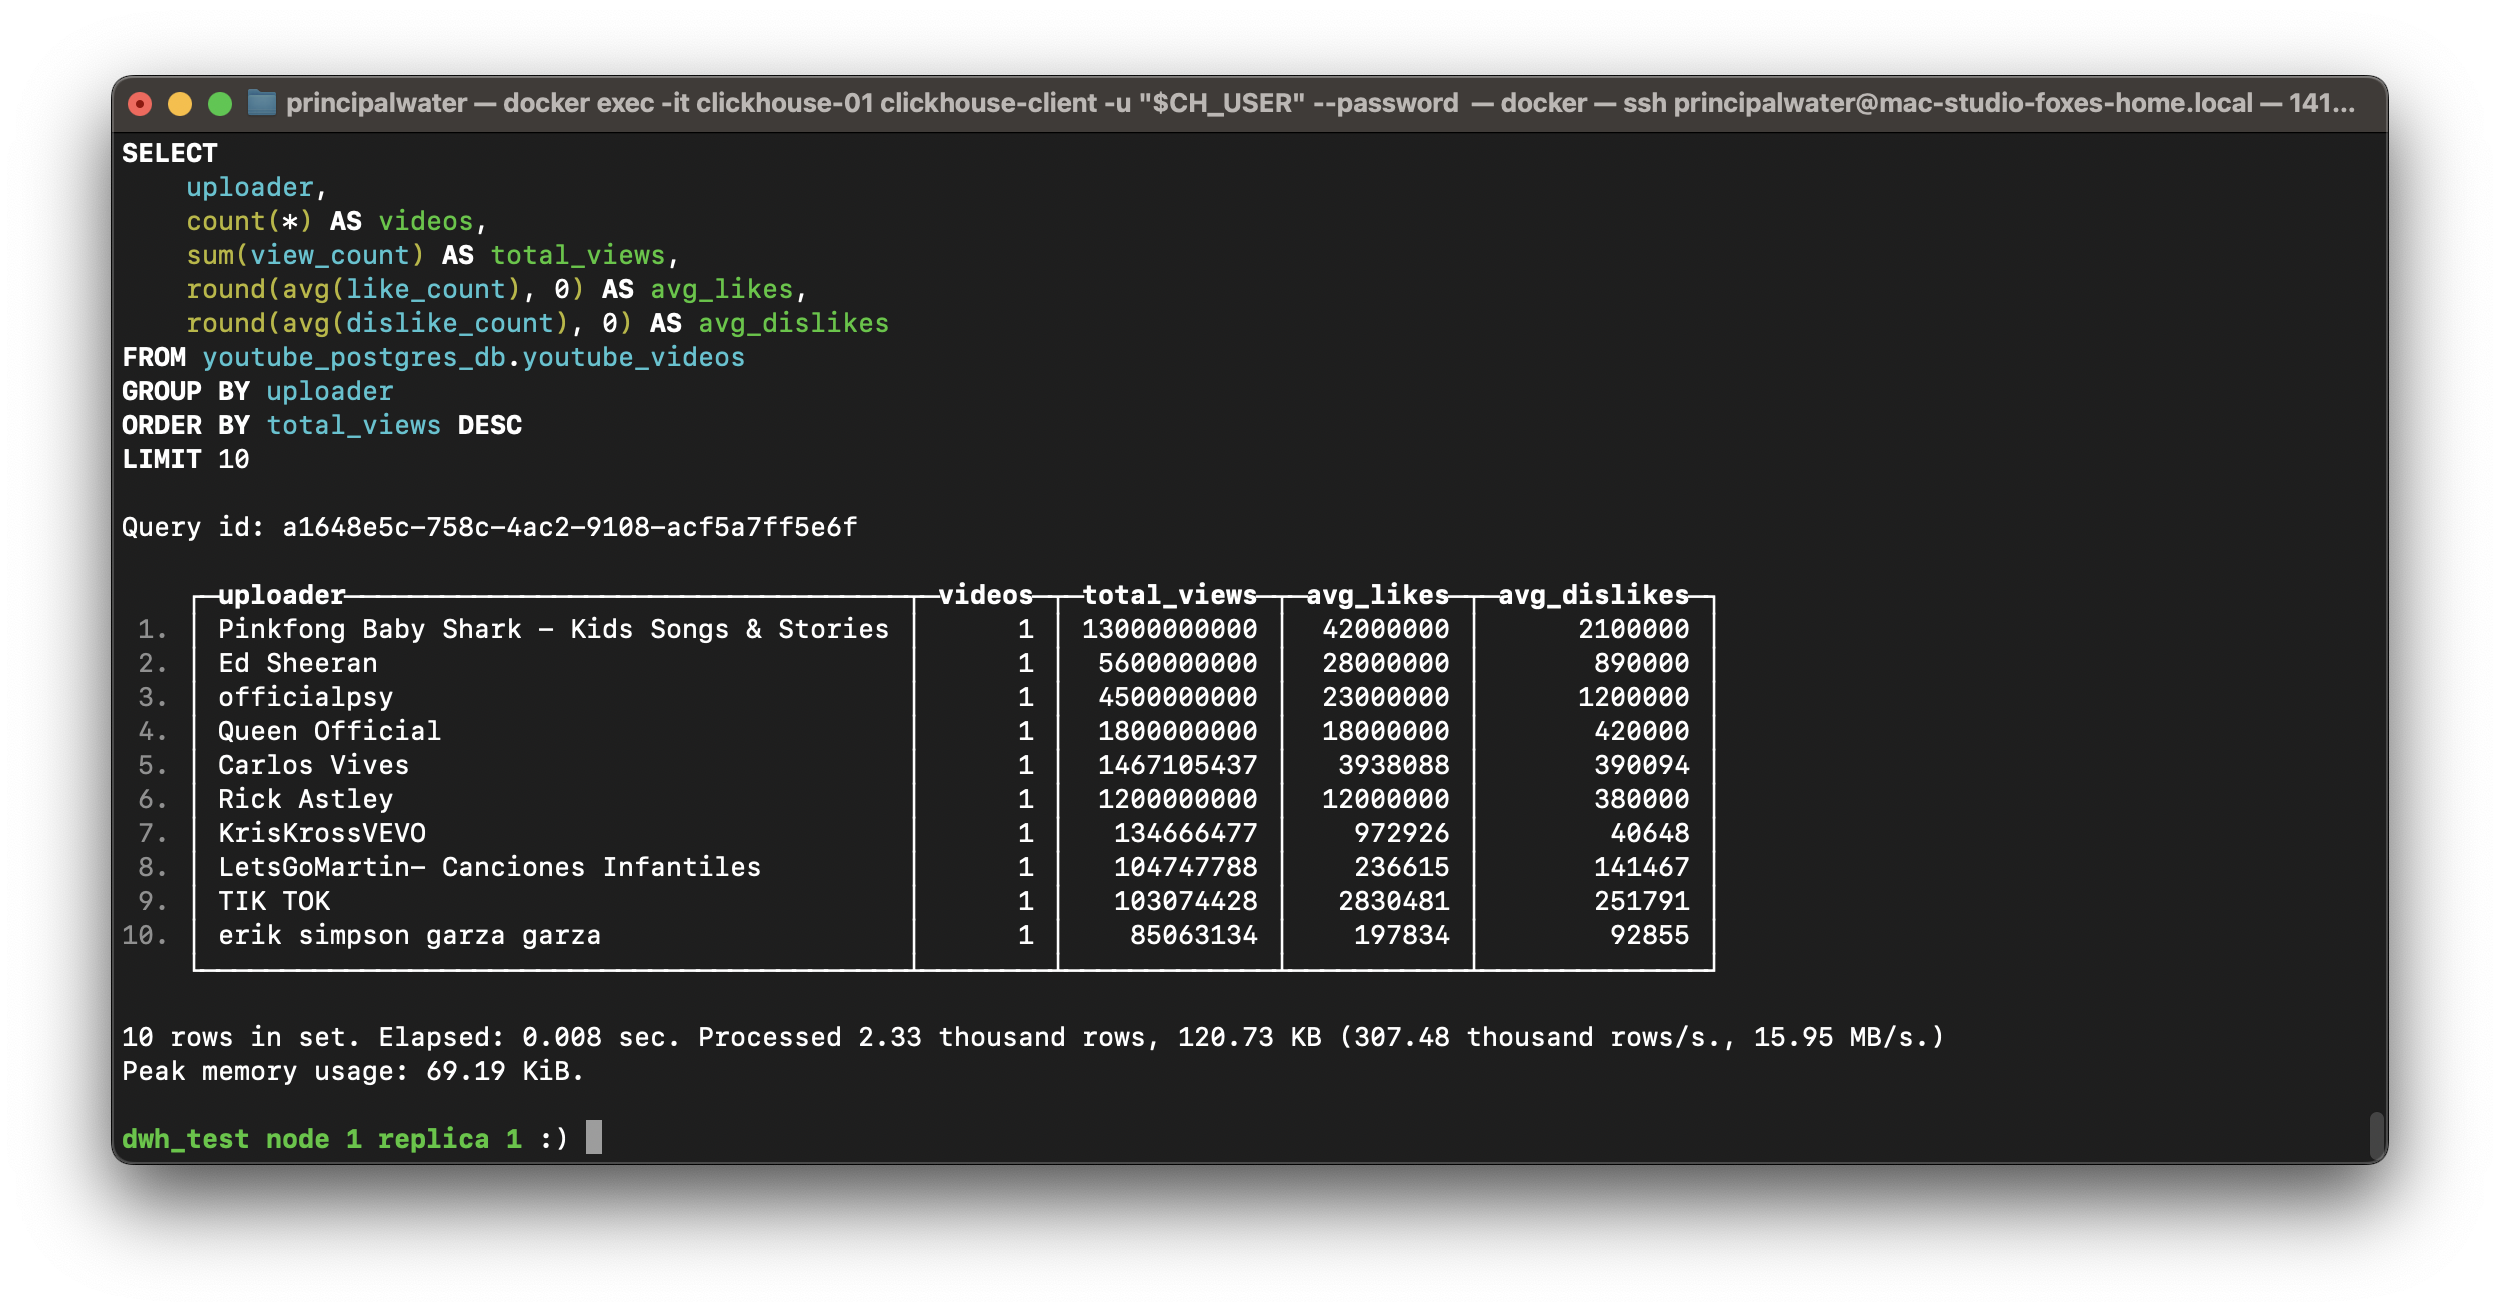 principalwater — docker exec -it clickhouse-01 clickhouse-client -u "$CH_USER" --password — docker — ssh principalwater@mac-studio-foxes-home.local — 141...
SELECT
    uploader,
    count(*) AS videos,
    sum(view_count) AS total_views,
    round(avg(like_count), 0) AS avg_likes,
    round(avg(dislike_count), 0) AS avg_dislikes
FROM youtube_postgres_db.youtube_videos
GROUP BY uploader
ORDER BY total_views DESC
LIMIT 10
Query id: a1648e5c-758c-4ac2-9108-acf5a7ff5e6f
uploader videos total_views avg_likes avg_dislikes
1. Pinkfong Baby Shark - Kids Songs & Stories 1 13000000000 42000000 2100000
2. Ed Sheeran 1 5600000000 28000000 890000
3. officialpsy 1 4500000000 23000000 1200000
4. Queen Official 1 1800000000 18000000 420000
5. Carlos Vives 1 1467105437 3938088 390094
6. Rick Astley 1 1200000000 12000000 380000
7. KrisKrossVEVO 1 134666477 972926 40648
8. LetsGoMartin- Canciones Infantiles 1 104747788 236615 141467
9. TIK TOK 1 103074428 2830481 251791
10. erik simpson garza garza 1 85063134 197834 92855
10 rows in set. Elapsed: 0.008 sec. Processed 2.33 thousand rows, 120.73 KB (307.48 thousand rows/s., 15.95 MB/s.)
Peak memory usage: 69.19 KiB.
dwh_test node 1 replica 1 :)